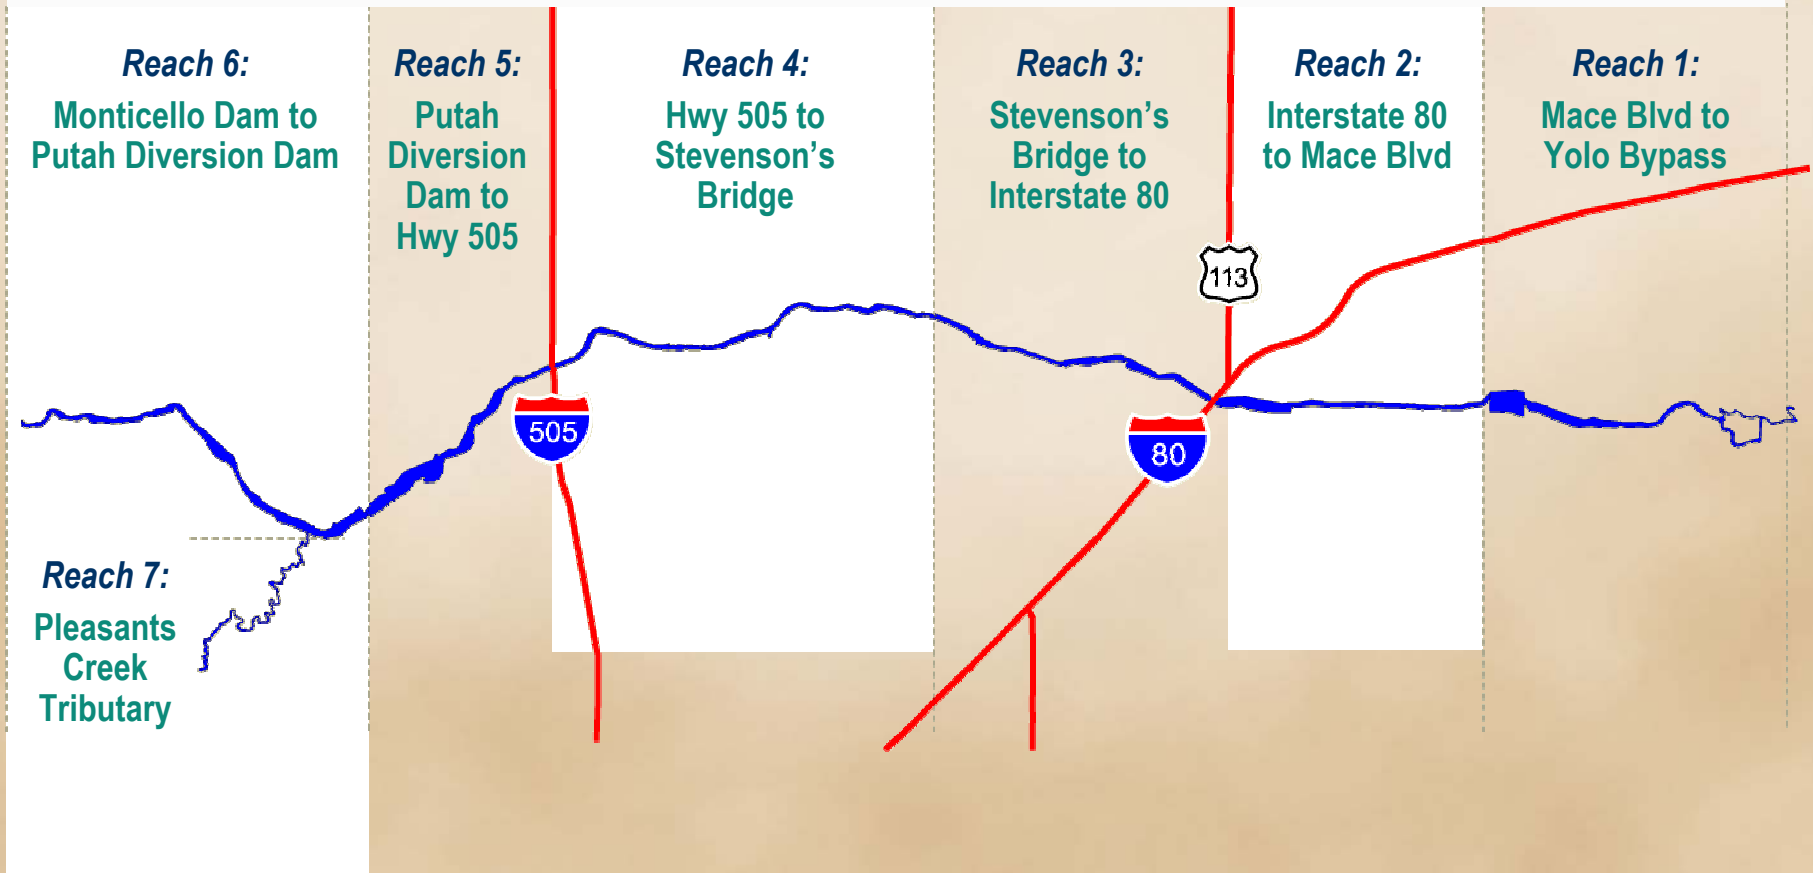 Reach 6:
Monticello Dam to
Putah Diversion Dam
Reach 5:
Putah
Diversion
Dam to
Hwy 505
Reach 4:
Hwy 505 to
Stevenson's
Bridge
Reach 3:
Stevenson's
Bridge to
Interstate 80
Reach 2:
Interstate 80
to Mace Blvd
Reach 1:
Mace Blvd to
Yolo Bypass
113
505
80
Reach 7:
Pleasants
Creek
Tributary